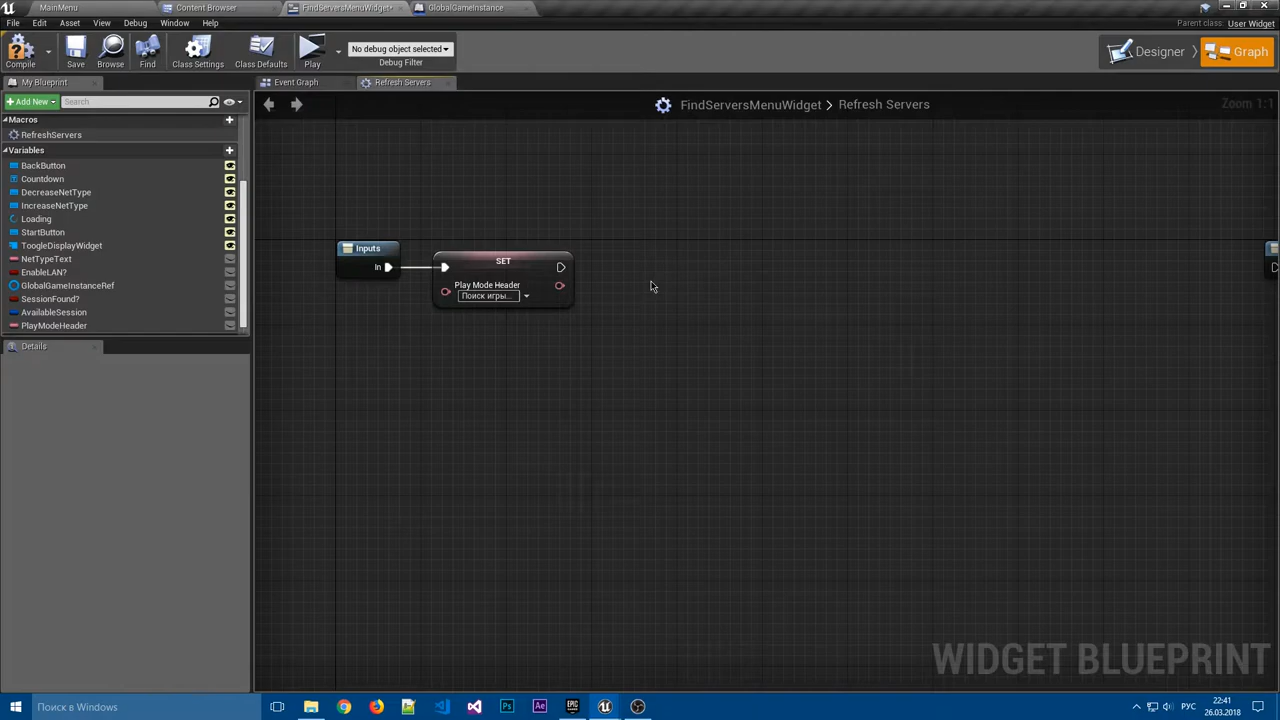 MainMenu
Content Browser
FindServersMenuWidget*
GlobalGameInstance
File Edit Asset View Debug Window Help
Parent class: User Widget
Compile
Save
Browse
Find
Class Settings
Class Defaults
Play
No debug object selected
Debug Filter
Designer
Graph
My Blueprint
Event Graph
Refresh Servers
Add New
Search
FindServersMenuWidget > Refresh Servers
Zoom 1:1
Macros
RefreshServers
Variables
BackButton
Countdown
DecreaseNetType
IncreaseNetType
Loading
StartButton
ToogleDisplayWidget
NetTypeText
EnableLAN?
GlobalGameInstanceRef
SessionFound?
AvailableSession
PlayModeHeader
Details
Inputs
In
SET
Play Mode Header
Поиск игры...
WIDGET BLUEPRINT
Поиск в Windows
РУС
22:41
26.03.2018